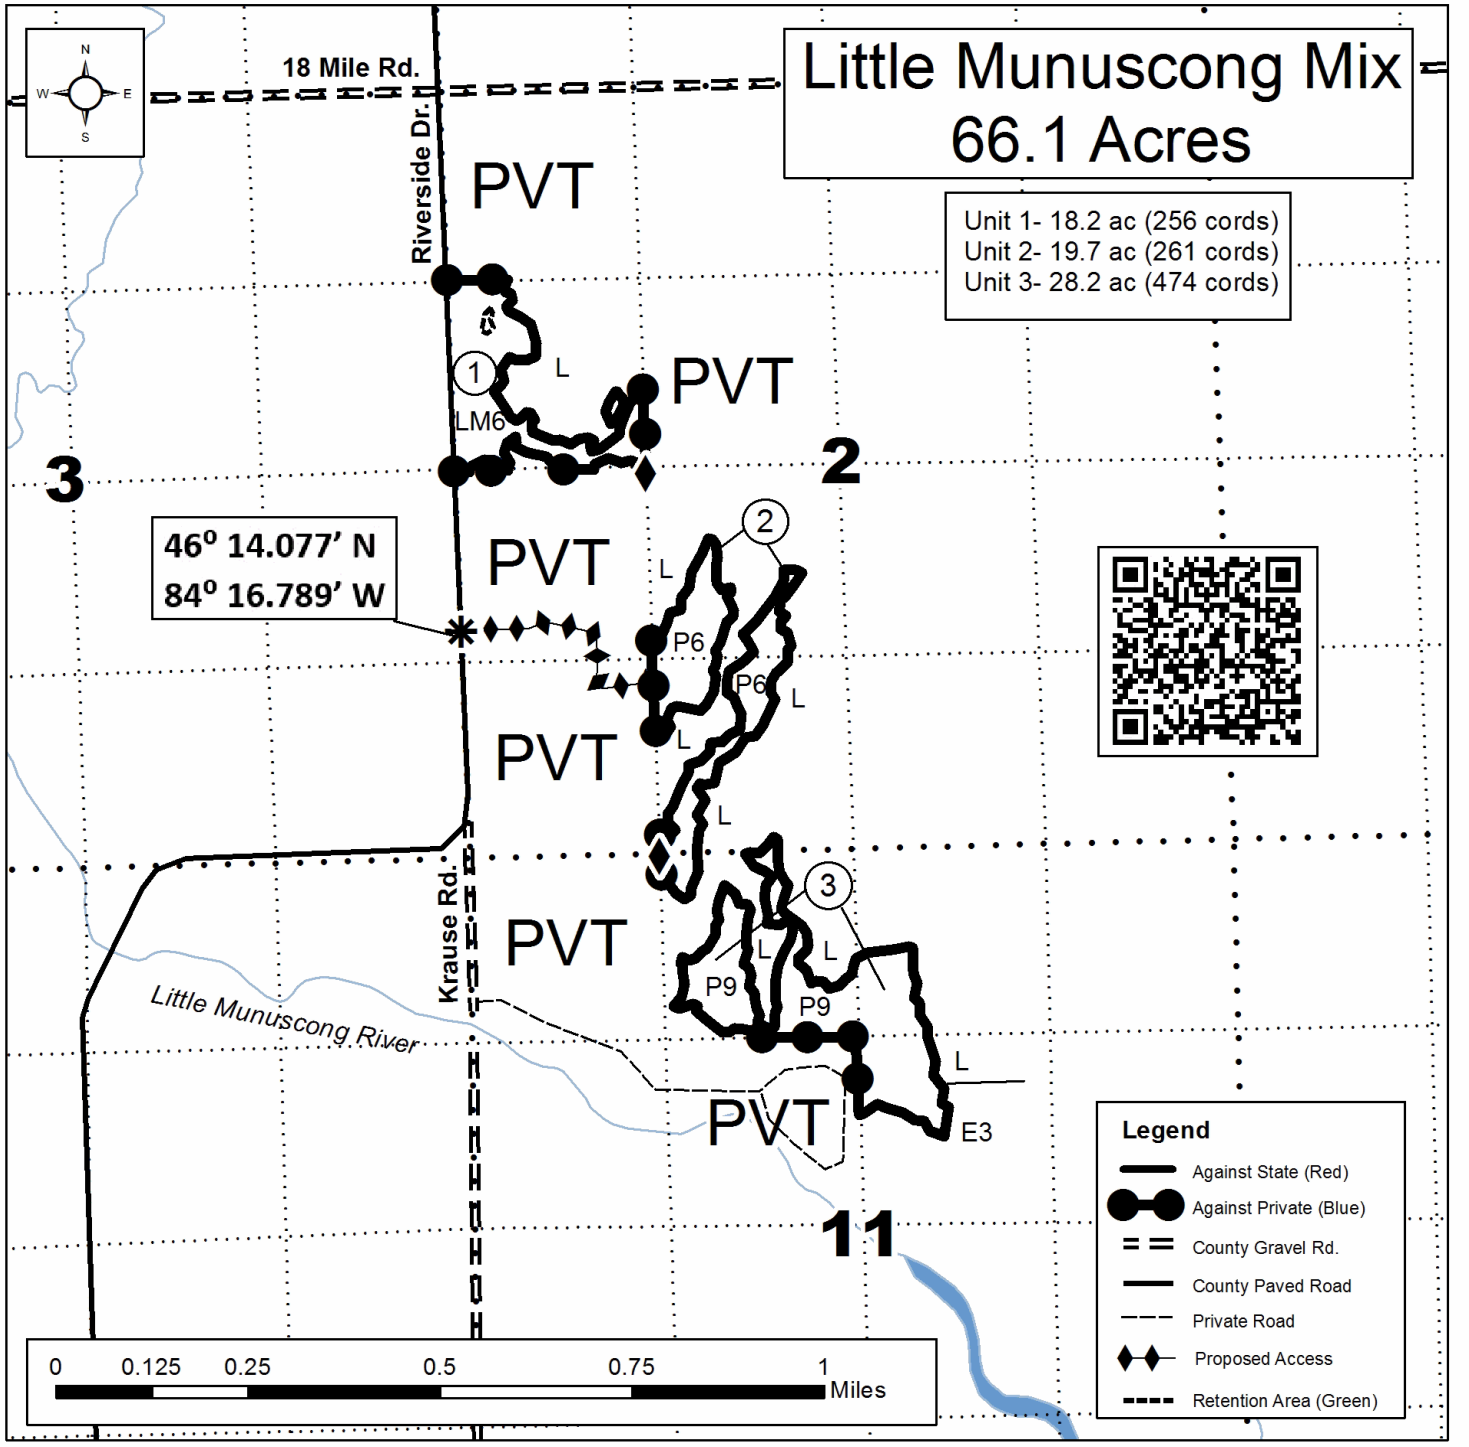 N
W E
S
18 Mile Rd.
Little Munuscong Mix
66.1 Acres
Riverside Dr.
PVT
Unit 1- 18.2 ac (256 cords)
Unit 2- 19.7 ac (261 cords)
Unit 3- 28.2 ac (474 cords)
1
L
PVT
LM6
3
2
46⁰ 14.077’ N
84⁰ 16.789’ W
PVT
2
L
P6
P6
L
PVT
L
L
Krause Rd.
PVT
3
L
L
P9
P9
Little Munuscong River
L
PVT
E3
11
Legend
Against State (Red)
Against Private (Blue)
County Gravel Rd.
County Paved Road
Private Road
Proposed Access
Retention Area (Green)
0 0.125 0.25 0.5 0.75 1
Miles